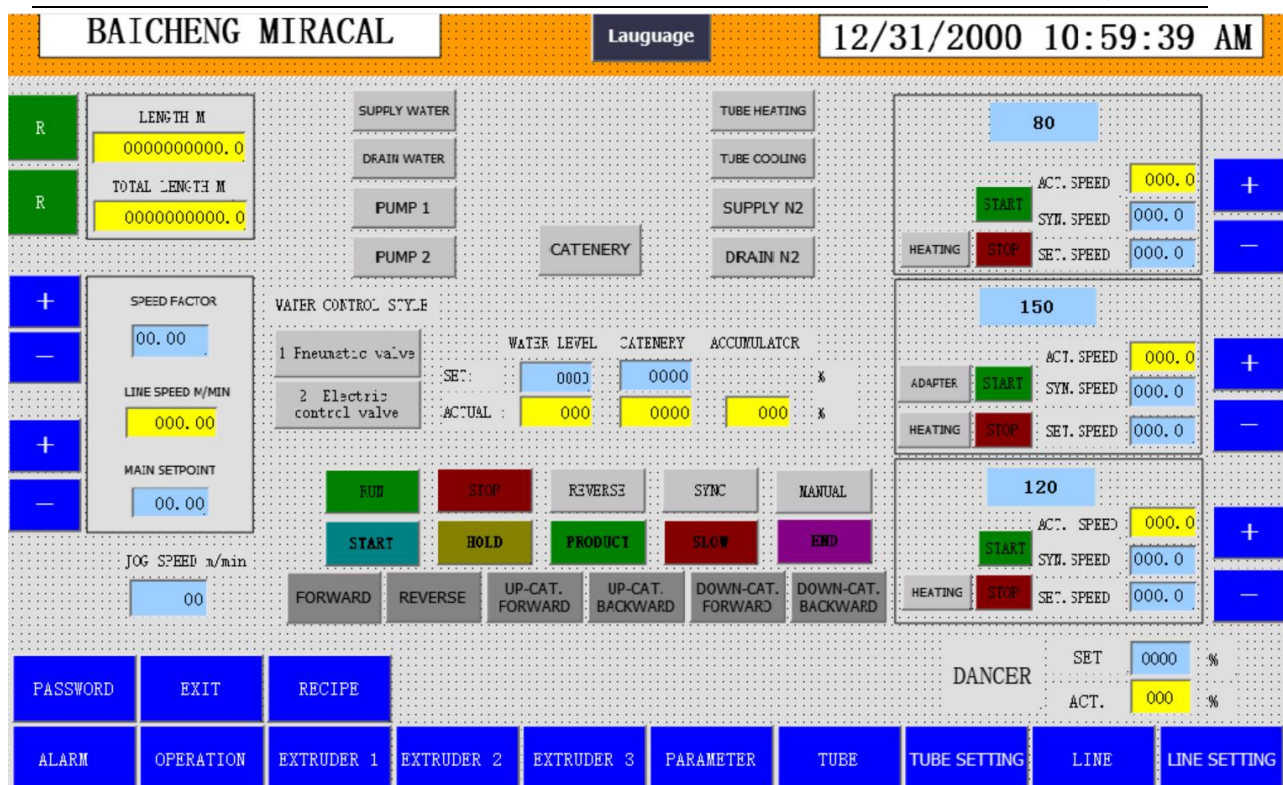 BAICHENG MIRACAL
Lauguage
12/31/2000 10:59:39 AM
R
LENGTH M
0000000000.0
R
TOTAL LENGTH M
0000000000.0
SUPPLY WATER
DRAIN WATER
PUMP 1
PUMP 2
CATENERY
TUBE HEATING
TUBE COOLING
SUPPLY N2
DRAIN N2
80
ACT. SPEED 000.0
START
SYN. SPEED 000.0
HEATING STOP SET. SPEED 000.0
+
—
+
—
SPEED FACTOR
00.00
LINE SPEED M/MIN
000.00
+
—
MAIN SETPOINT
00.00
JOG SPEED m/min
00
WATER CONTROL STYLE
1 Pneumatic valve
2 Electric
control valve
WATER LEVEL CATENERY ACCUMULATOR
SET: 0000 0000 %
ACTUAL : 000 0000 000 %
150
ACT. SPEED 000.0
ADAPTER START SYN. SPEED 000.0
HEATING STOP SET. SPEED 000.0
+
—
RUN STOP REVERSE SYNC MANUAL
START HOLD PRODUCT SLOW END
FORWARD REVERSE
UP-CAT.
FORWARD
UP-CAT.
BACKWARD
DOWN-CAT.
FORWARD
DOWN-CAT.
BACKWARD
120
ACT. SPEED 000.0
START
SYN. SPEED 000.0
HEATING STOP SET. SPEED 000.0
+
—
DANCER
SET 0000 %
ACT. 000 %
PASSWORD EXIT RECIPE
ALARM OPERATION EXTRUDER 1 EXTRUDER 2 EXTRUDER 3 PARAMETER TUBE TUBE SETTING LINE LINE SETTING